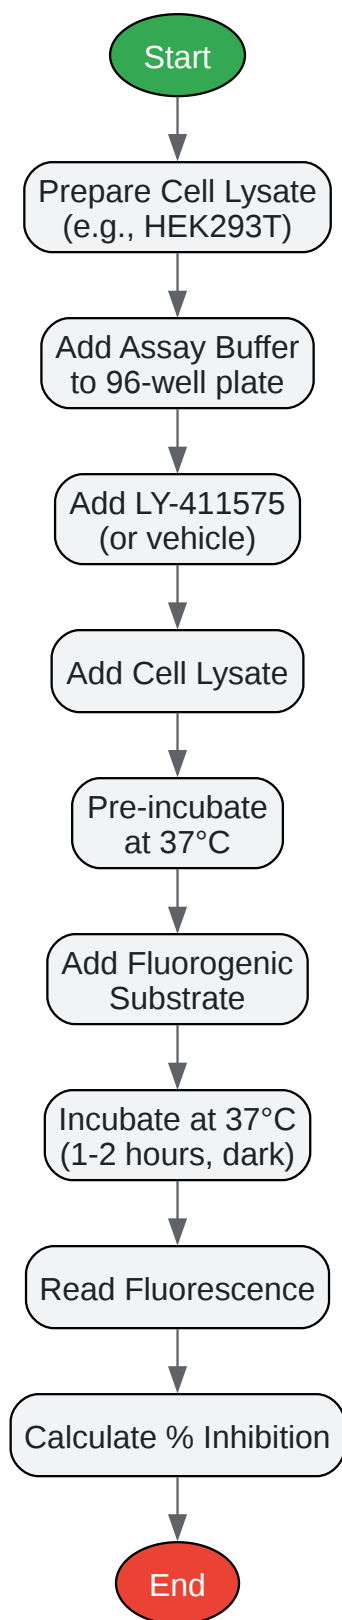 Start
Prepare Cell Lysate
(e.g., HEK293T)
Add Assay Buffer
to 96-well plate
Add LY-411575
(or vehicle)
Add Cell Lysate
Pre-incubate
at 37°C
Add Fluorogenic
Substrate
Incubate at 37°C
(1-2 hours, dark)
Read Fluorescence
Calculate % Inhibition
End